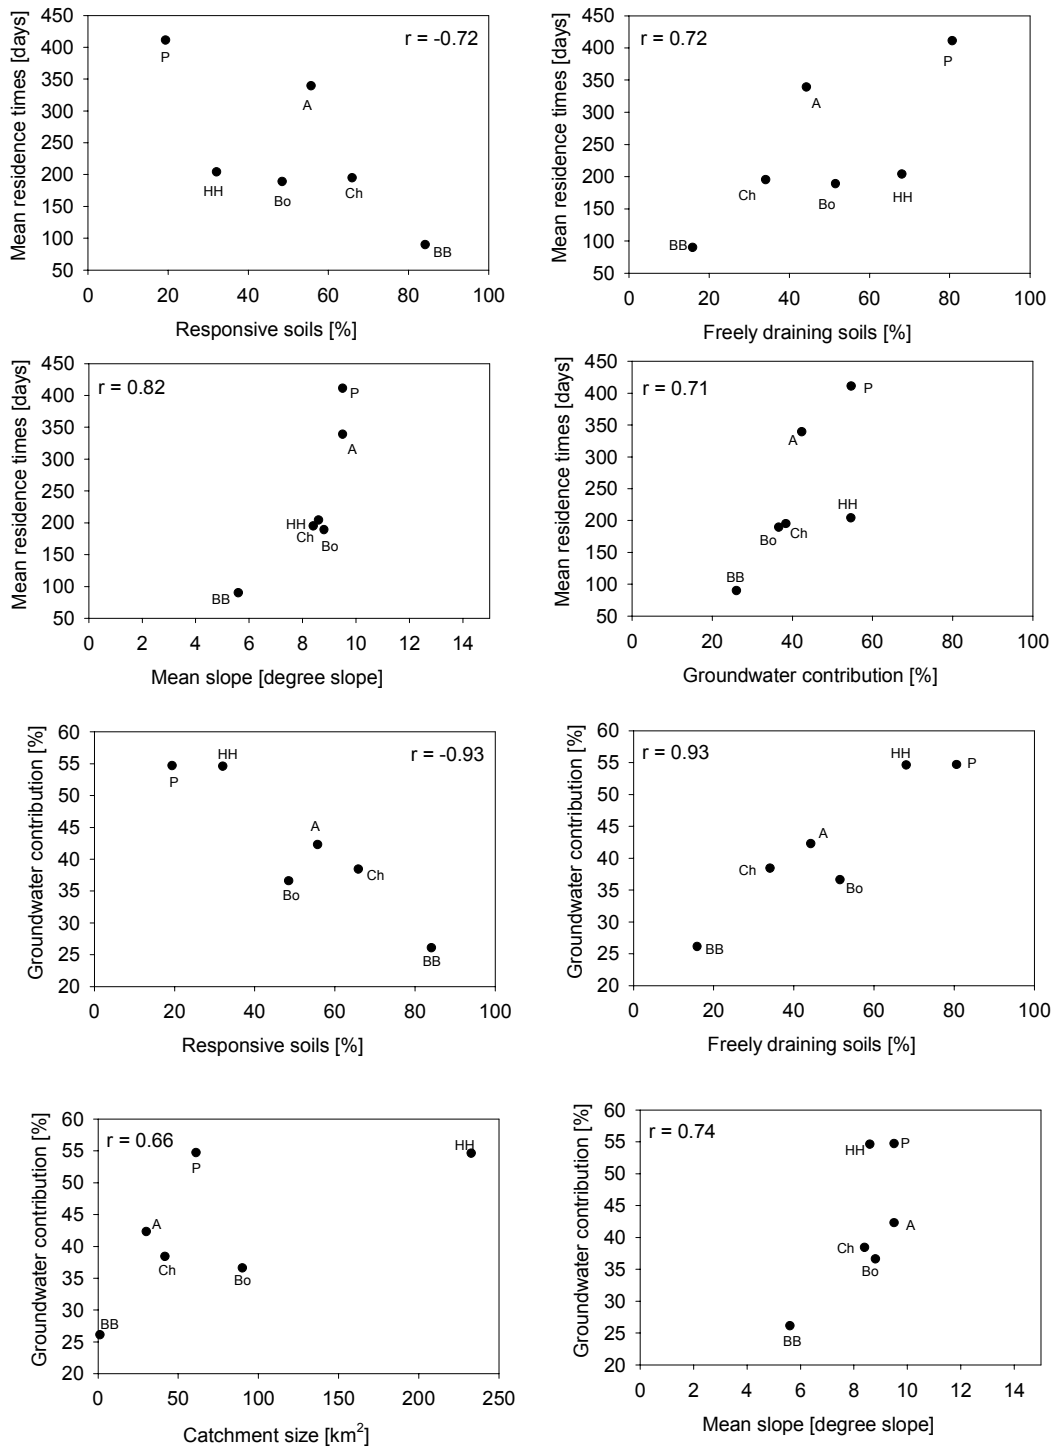 Mean residence times [days]
450
400
350
300
250
200
150
100
50
r = -0.72
P
A
HH
Bo
Ch
BB
0 20 40 60 80 100
Responsive soils [%]
Mean residence times [days]
450
400
350
300
250
200
150
100
50
r = 0.72
P
A
Ch
Bo
HH
BB
0 20 40 60 80 100
Freely draining soils [%]
Mean residence times [days]
450
400
350
300
250
200
150
100
50
r = 0.82
P
A
HH
Ch
Bo
BB
0 2 4 6 8 10 12 14
Mean slope [degree slope]
Mean residence times [days]
450
400
350
300
250
200
150
100
50
r = 0.71
P
A
HH
Bo
Ch
BB
0 20 40 60 80 100
Groundwater contribution [%]
Groundwater contribution [%]
60
55
50
45
40
35
30
25
20
r = -0.93
HH
P
A
Ch
Bo
BB
0 20 40 60 80 100
Responsive soils [%]
Groundwater contribution [%]
60
55
50
45
40
35
30
25
20
r = 0.93
HH
P
A
Ch
Bo
BB
0 20 40 60 80 100
Freely draining soils [%]
Groundwater contribution [%]
60
55
50
45
40
35
30
25
20
r = 0.66
HH
P
A
Ch
Bo
BB
0 50 100 150 200 250
Catchment size [km²]
Groundwater contribution [%]
60
55
50
45
40
35
30
25
20
r = 0.74
HH
P
A
Ch
Bo
BB
0 2 4 6 8 10 12 14
Mean slope [degree slope]